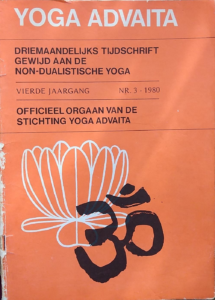 YOGA ADVAITA
DRIEMAANDELIJKS TIJDSCHRIFT
GEWIJD AAN DE
NON-DUALISTISCHE YOGA
VIERDE JAARGANG NR. 3 - 1980
OFFICIEEL ORGAAN VAN DE
STICHTING YOGA ADVAITA
ॐ